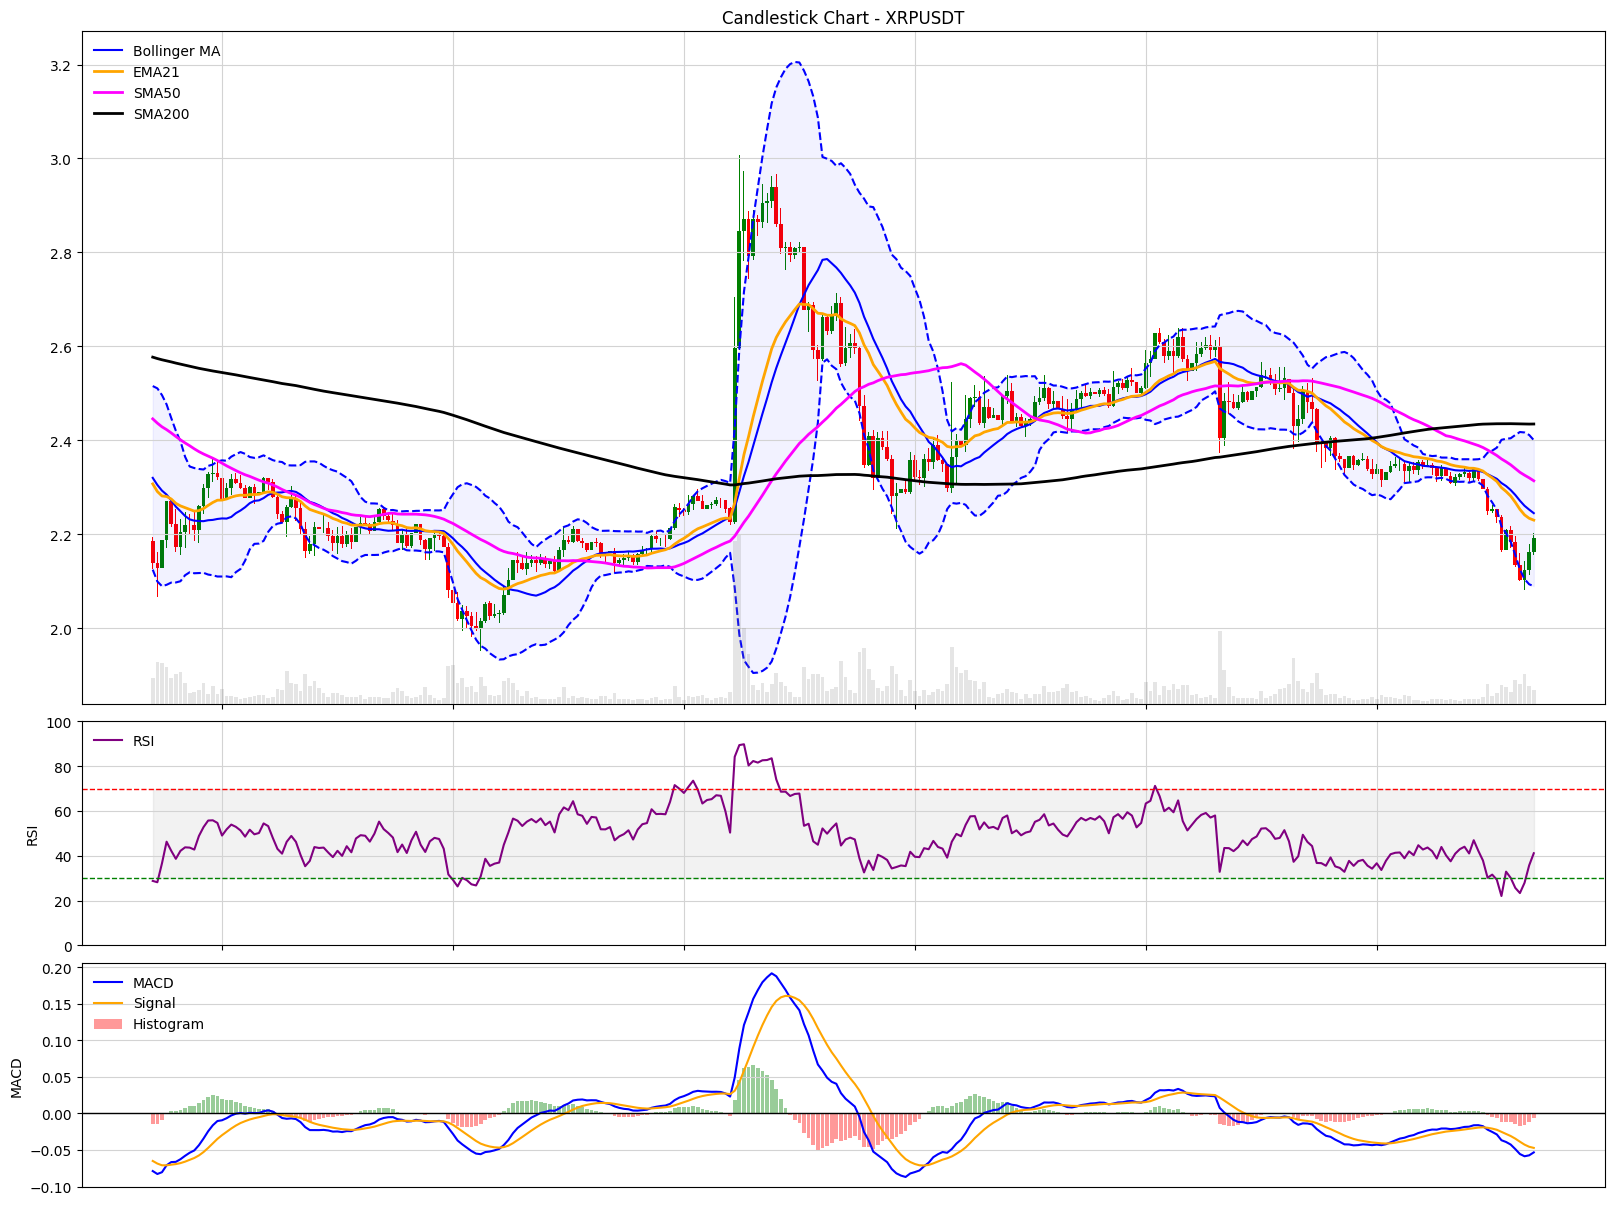 Candlestick Chart - XRPUSDT
Bollinger MA
EMA21
SMA50
SMA200
3.2
3.0
2.8
2.6
2.4
2.2
2.0
RSI
RSI
100
80
60
40
20
0
MACD
MACD
Signal
Histogram
0.20
0.15
0.10
0.05
0.00
−0.05
−0.10